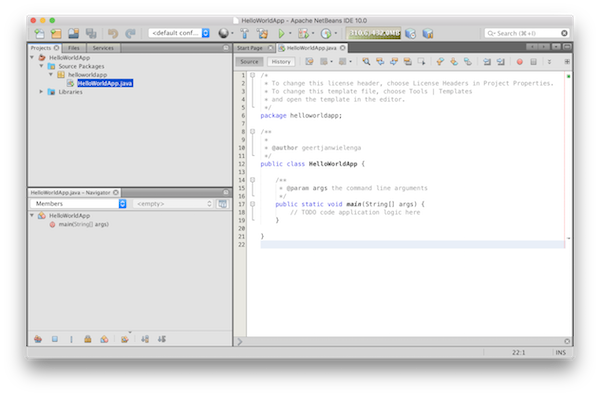 HelloWorldApp - Apache NetBeans IDE 10.0
<default conf...
Search (⌘+I)
Projects
Files
Services
HelloWorldApp
Source Packages
helloworldapp
HelloWorldApp.java
Libraries
HelloWorldApp.java - Navigator
Members
<empty>
HelloWorldApp
main(String[] args)
Start Page
HelloWorldApp.java
Source
History
1 /*
2 * To change this license header, choose License Headers in Project Properties.
3 * To change this template file, choose Tools | Templates
4 * and open the template in the editor.
5 */
6 package helloworldapp;
7
8 /**
9 *
10 * @author geertjanwielenga
11 */
12 public class HelloWorldApp {
13
14 /**
15 * @param args the command line arguments
16 */
17 public static void main(String[] args) {
18 // TODO code application logic here
19 }
20
21 }
22
22:1
INS